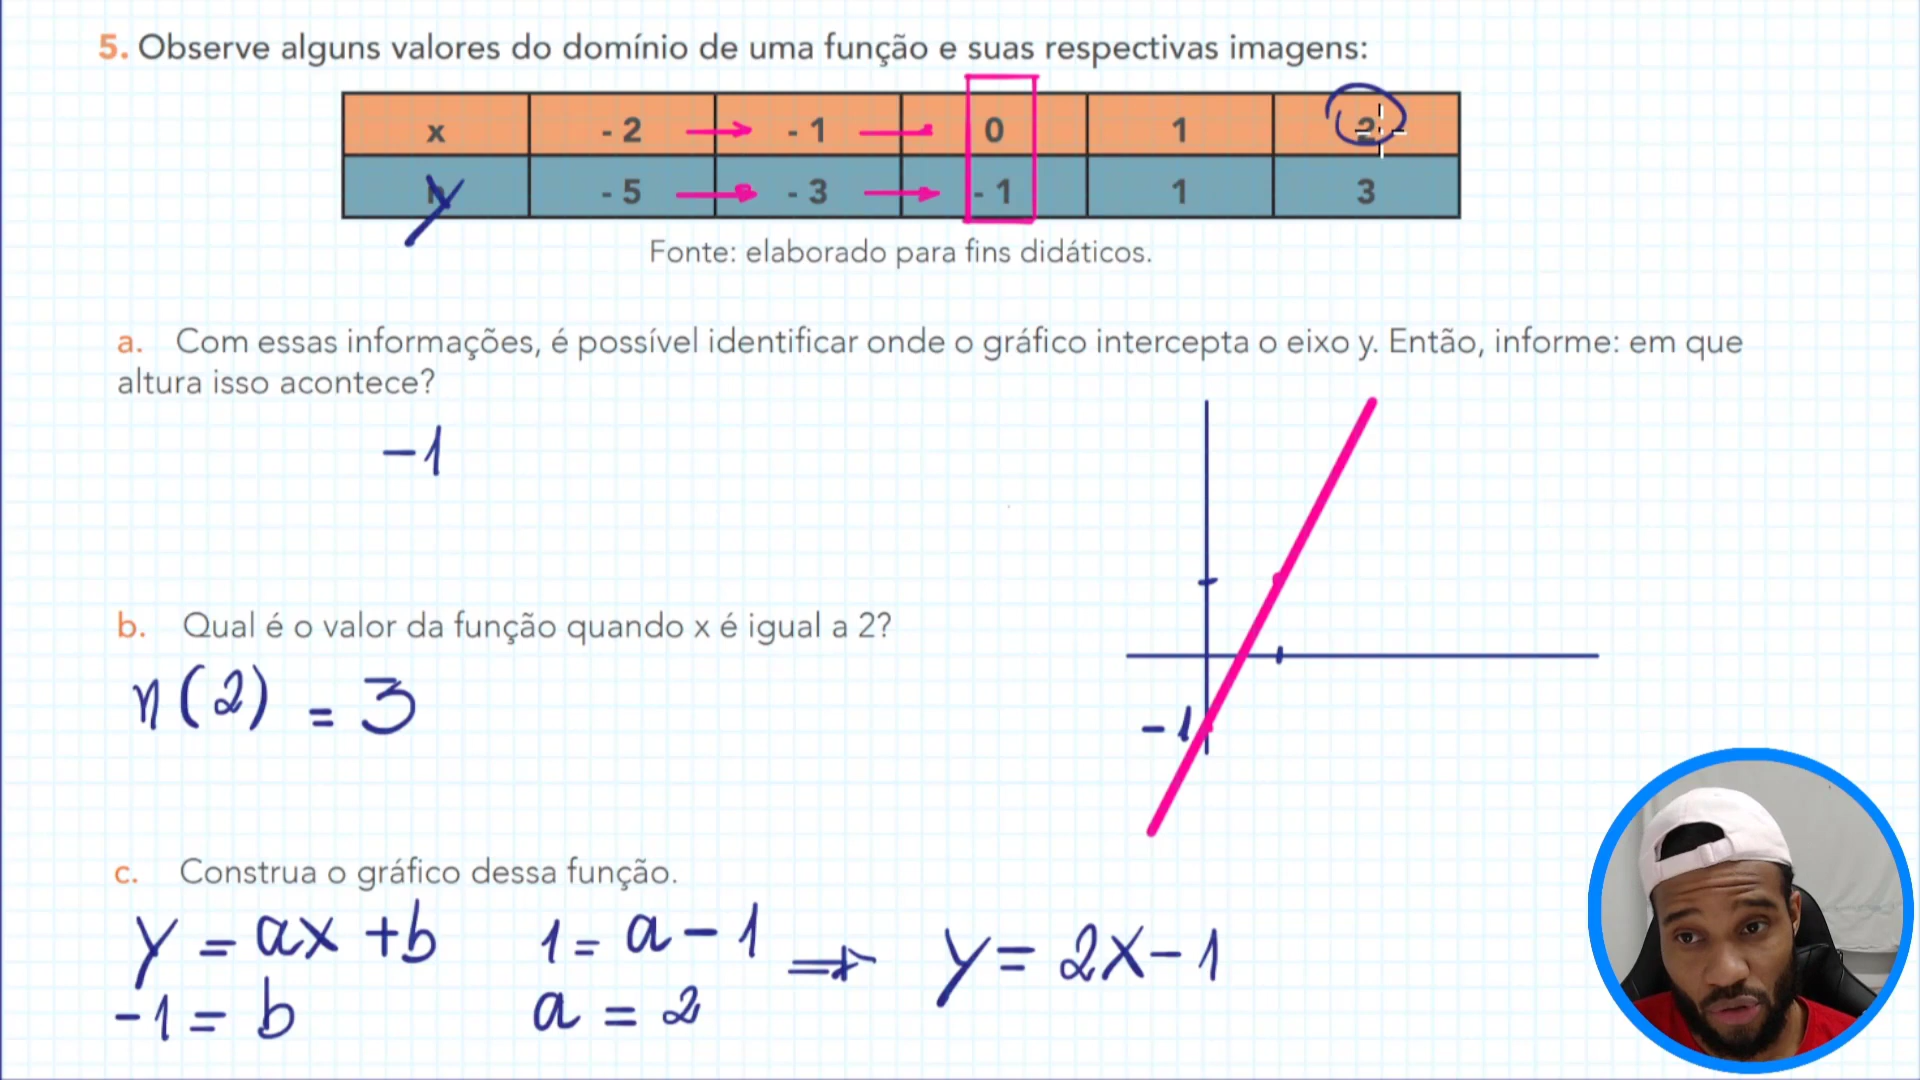 5. Observe alguns valores do domínio de uma função e suas respectivas imagens:
x - 2 - 1 0 1 2
y - 5 - 3 - 1 1 3
Fonte: elaborado para fins didáticos.
a. Com essas informações, é possível identificar onde o gráfico intercepta o eixo y. Então, informe: em que
altura isso acontece?
-1
-1
b. Qual é o valor da função quando x é igual a 2?
n(2) = 3
c. Construa o gráfico dessa função.
y = ax + b 1 = a - 1 ⇒ y = 2x - 1
-1 = b a = 2